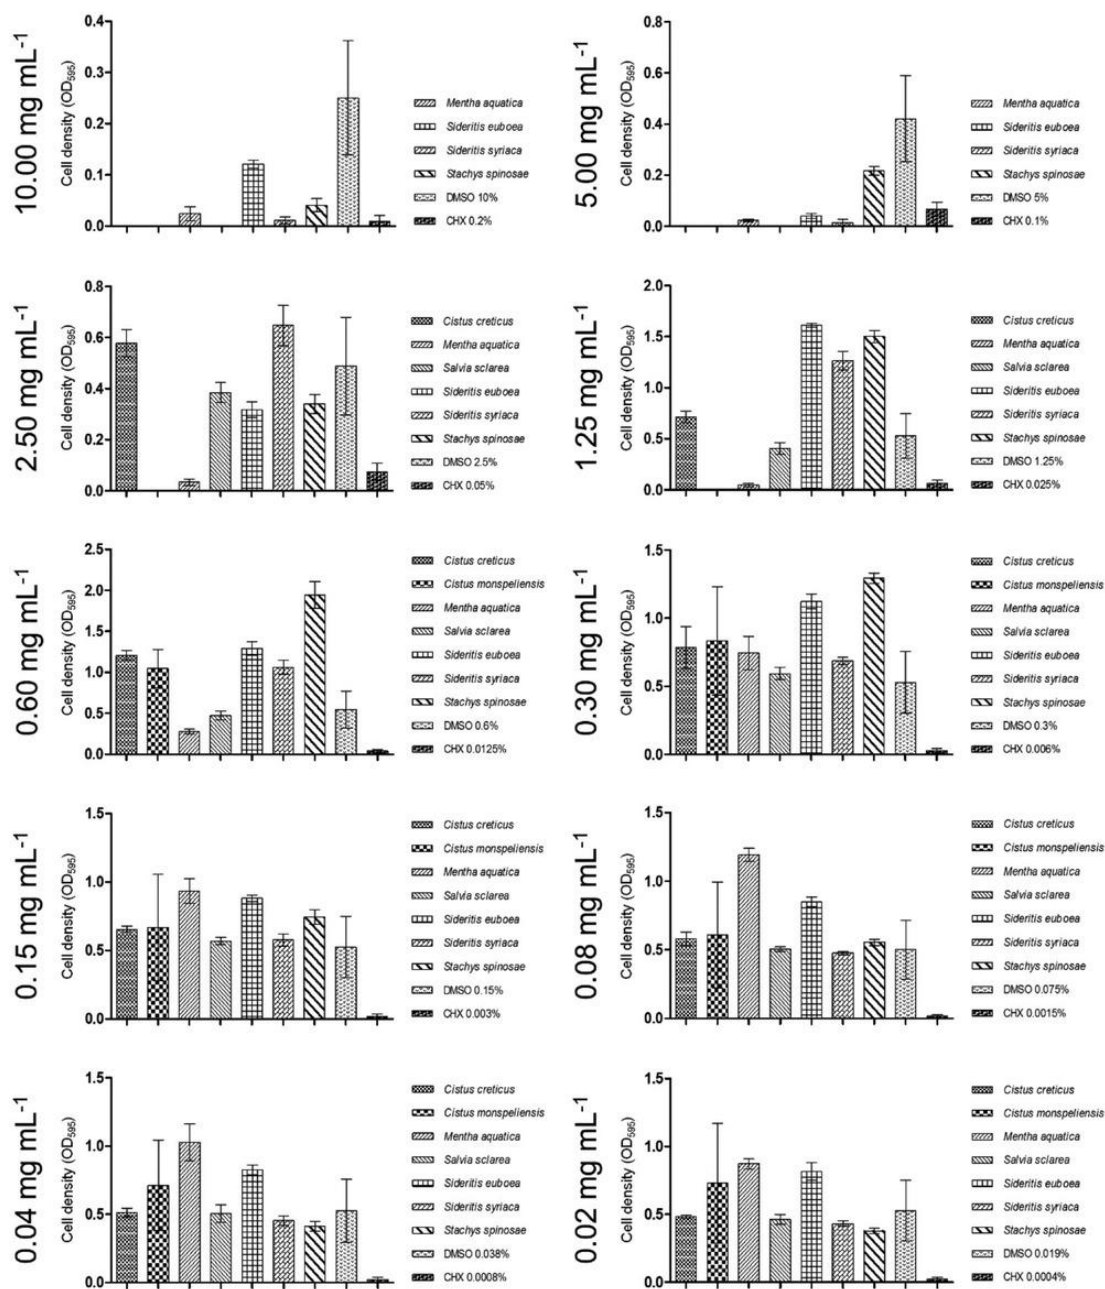 10.00 mg mL-1
Cell density (OD595)
0.4
0.3
0.2
0.1
0.0
Mentha aquatica
Sideritis euboea
Sideritis syriaca
Stachys spinosae
DMSO 10%
CHX 0.2%
5.00 mg mL-1
Cell density (OD595)
0.8
0.6
0.4
0.2
0.0
Mentha aquatica
Sideritis euboea
Sideritis syriaca
Stachys spinosae
DMSO 5%
CHX 0.1%
2.50 mg mL-1
Cell density (OD595)
0.8
0.6
0.4
0.2
0.0
Cistus creticus
Mentha aquatica
Salvia sclarea
Sideritis euboea
Sideritis syriaca
Stachys spinosae
DMSO 2.5%
CHX 0.05%
1.25 mg mL-1
Cell density (OD595)
2.0
1.5
1.0
0.5
0.0
Cistus creticus
Mentha aquatica
Salvia sclarea
Sideritis euboea
Sideritis syriaca
Stachys spinosae
DMSO 1.25%
CHX 0.025%
0.60 mg mL-1
Cell density (OD595)
2.5
2.0
1.5
1.0
0.5
0.0
Cistus creticus
Cistus monspeliensis
Mentha aquatica
Salvia sclarea
Sideritis euboea
Sideritis syriaca
Stachys spinosae
DMSO 0.6%
CHX 0.0125%
0.30 mg mL-1
Cell density (OD595)
1.5
1.0
0.5
0.0
Cistus creticus
Cistus monspeliensis
Mentha aquatica
Salvia sclarea
Sideritis euboea
Sideritis syriaca
Stachys spinosae
DMSO 0.3%
CHX 0.006%
0.15 mg mL-1
Cell density (OD595)
1.5
1.0
0.5
0.0
Cistus creticus
Cistus monspeliensis
Mentha aquatica
Salvia sclarea
Sideritis euboea
Sideritis syriaca
Stachys spinosae
DMSO 0.15%
CHX 0.003%
0.08 mg mL-1
Cell density (OD595)
1.5
1.0
0.5
0.0
Cistus creticus
Cistus monspeliensis
Mentha aquatica
Salvia sclarea
Sideritis euboea
Sideritis syriaca
Stachys spinosae
DMSO 0.075%
CHX 0.0015%
0.04 mg mL-1
Cell density (OD595)
1.5
1.0
0.5
0.0
Cistus creticus
Cistus monspeliensis
Mentha aquatica
Salvia sclarea
Sideritis euboea
Sideritis syriaca
Stachys spinosae
DMSO 0.038%
CHX 0.0008%
0.02 mg mL-1
Cell density (OD595)
1.5
1.0
0.5
0.0
Cistus creticus
Cistus monspeliensis
Mentha aquatica
Salvia sclarea
Sideritis euboea
Sideritis syriaca
Stachys spinosae
DMSO 0.019%
CHX 0.0004%